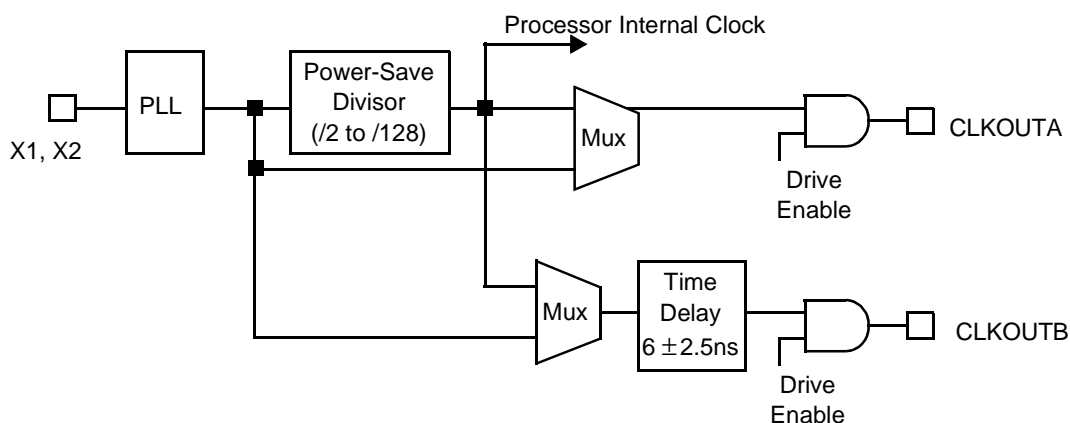 Processor Internal Clock
PLL
Power-Save
Divisor
(/2 to /128)
Mux
X1, X2
CLKOUTA
Drive
Enable
Mux
Time
Delay
6 ±2.5ns
CLKOUTB
Drive
Enable